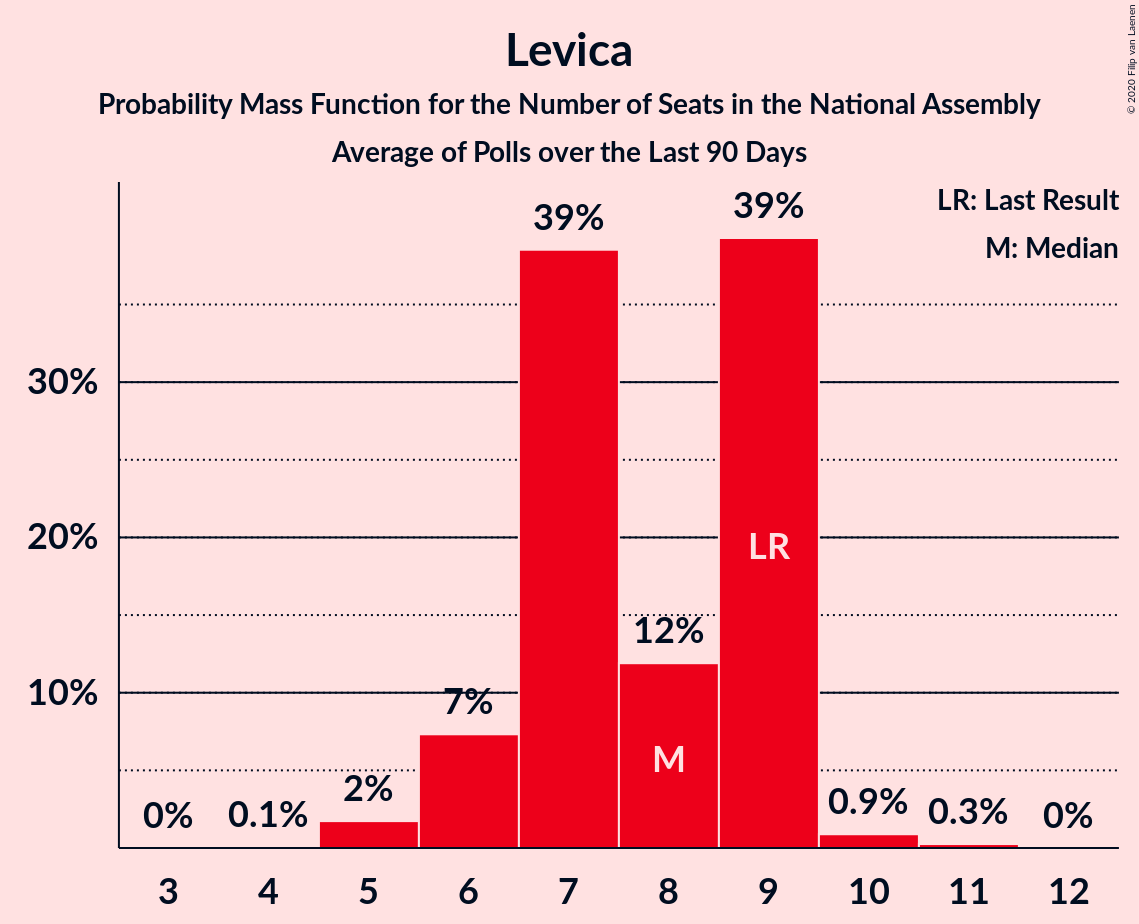 Levica
Probability Mass Function for the Number of Seats in the National Assembly
Average of Polls over the Last 90 Days
© 2020 Filip van Laenen
LR: Last Result
M: Median
39%
39%
30%
20%
LR
12%
10%
7%
M
2%
0%
0.1%
0.9%
0.3%
0%
3 4 5 6 7 8 9 10 11 12